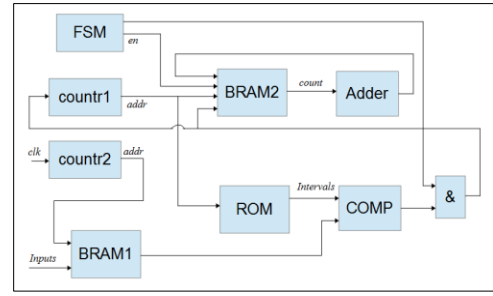 FSM
en
countr1
addr
BRAM2
count
Adder
clk
countr2
addr
ROM
Intervals
COMP
&
Inputs
BRAM1